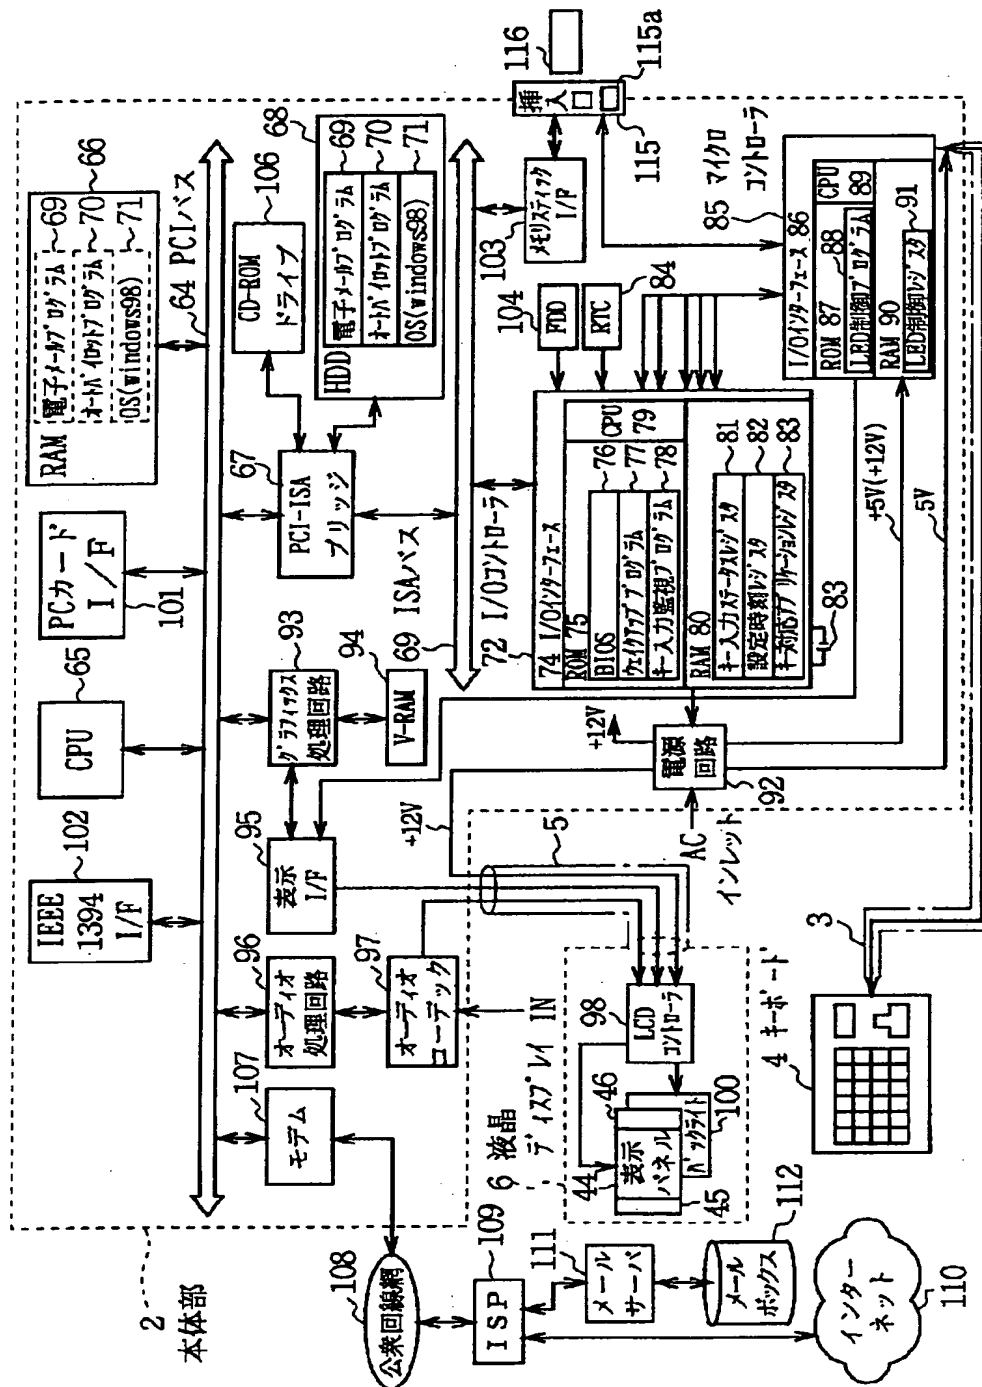 2
本体部
IEEE
1394
I/F
102
CPU
65
PCカード
I/F
101
RAM
電子メールプログラム
69
オートパイロットプログラム
70
OS(windows98)
71
66
64 PCIバス
107
モデム
96
オーディオ
処理回路
97
オーディオ
コーデック
95
表示
I/F
93
グラフィックス
処理回路
94
V-RAM
67
PCI-ISA
ブリッジ
106
CD-ROM
ドライブ
HDD
68
電子メールプログラム
69
オートパイロットプログラム
70
OS(windows98)
71
69
ISAバス
103
メモリスティック
I/F
挿入
116
115a
115
104
FDD
RTC
84
72 I/Oコントローラ
74 I/Oインターフェース
ROM 75
BIOS
76
ウェイクアッププログラム
77
キー入力監視プログラム
78
CPU
79
RAM 80
キー入力ステータスレジスタ
81
設定時刻レジスタ
82
キー対応アプリケーションレジスタ
83
83
85 マイクロ
コントローラ
I/Oインターフェース 86
ROM 87
88
LED制御プログラム
CPU
89
RAM 90
91
LED制御レジスタ
+12V
電源
回路
92
+12V
+5V(+12V)
5V
AC
インレット
5
IN
6 液晶
ディスプレイ
98
LCD
コントローラ
44
46
表示
パネル
45
バックライト
100
3
4 キーボード
108
公衆回線網
109
ISP
111
メール
サーバ
112
メール
ボックス
インター
ネット
110